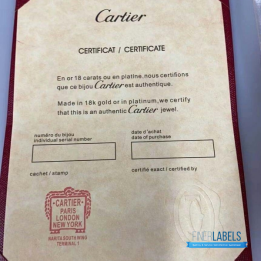 Cartier
CERTIFICAT / CERTIFICATE
En or 18 carats ou en platine, nous certifions
que ce bijou Cartier est authentique.
Made in 18k gold or in platinum, we certify
that this is an authentic Cartier jewel.
numéro du bijou
Individual serial number
date d'achat
date of purchase
cachet / stamp
certifié exact / certified by
CARTIER
PARIS
LONDON
NEW YORK
TERMINAL 1
LABELS